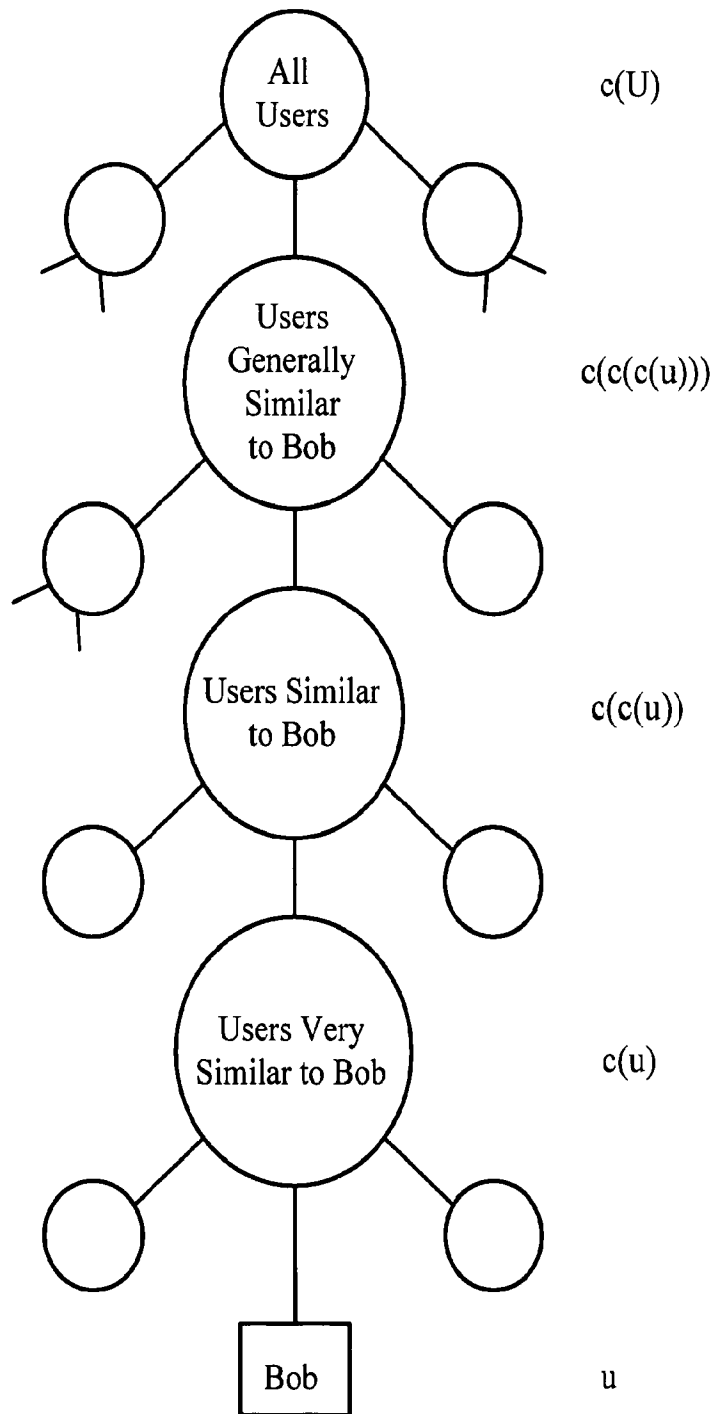 All
Users
c(U)
Users
Generally
Similar
to Bob
c(c(c(u)))
Users Similar
to Bob
c(c(u))
Users Very
Similar to Bob
c(u)
Bob
u